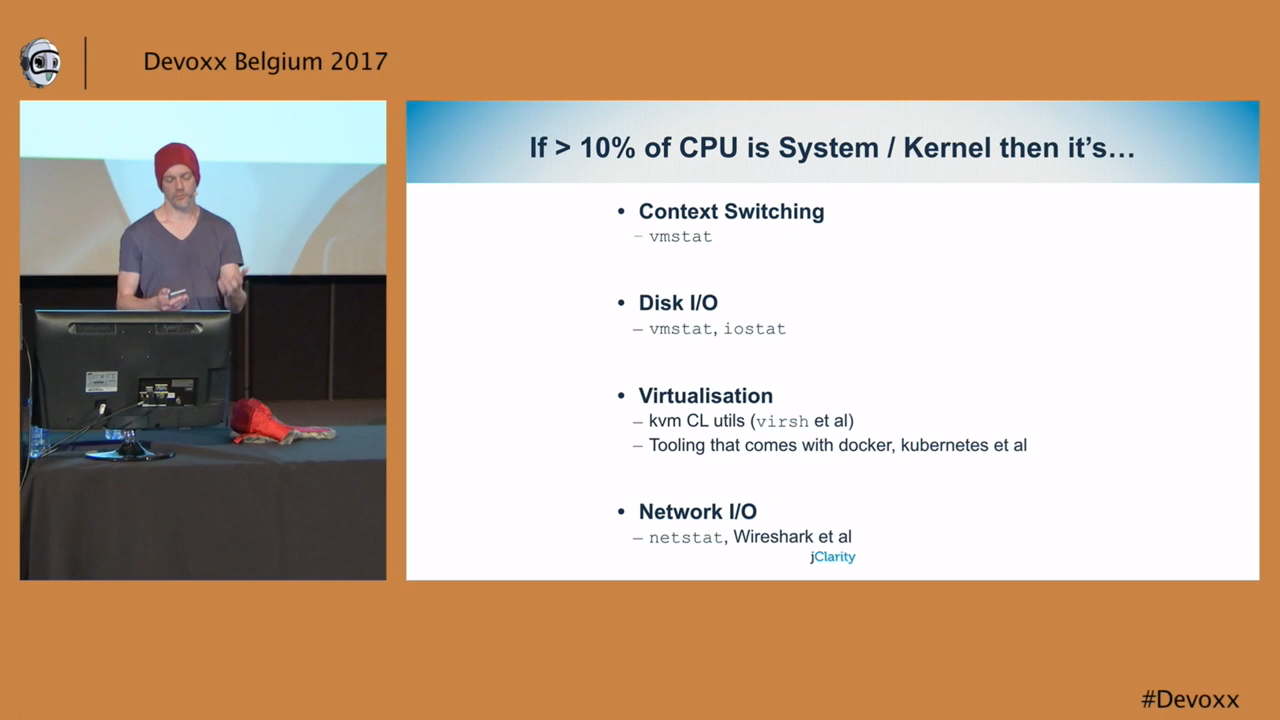 Devoxx Belgium 2017
If > 10% of CPU is System / Kernel then it's…
• Context Switching
– vmstat
• Disk I/O
– vmstat, iostat
• Virtualisation
– kvm CL utils (virsh et al)
– Tooling that comes with docker, kubernetes et al
• Network I/O
– netstat, Wireshark et al
jClarity
#Devoxx